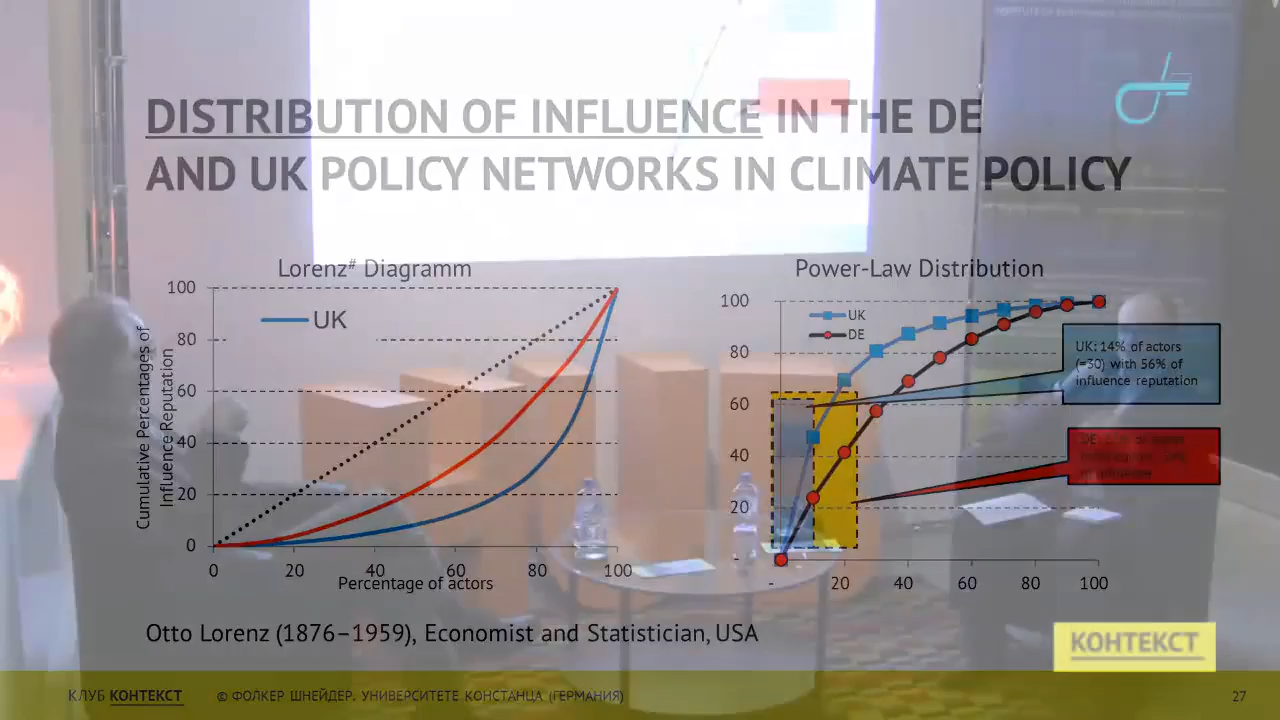 DISTRIBUTION OF INFLUENCE IN THE DE
AND UK POLICY NETWORKS IN CLIMATE POLICY
Lorenz# Diagramm
Cumulative Percentages of
Influence Reputation
100
80
60
40
20
0
UK
0 20 40 60 80 100
Percentage of actors
Power-Law Distribution
100
80
60
40
20
-
UK
DE
- 20 40 60 80 100
UK: 14% of actors
(=30) with 56% of
influence reputation
DE:
Otto Lorenz (1876–1959), Economist and Statistician, USA
КОНТЕКСТ
КЛУБ КОНТЕКСТ © ФОЛКЕР ШНЕЙДЕР. УНИВЕРСИТЕТЕ КОНСТАНЦА (ГЕРМАНИЯ) 27